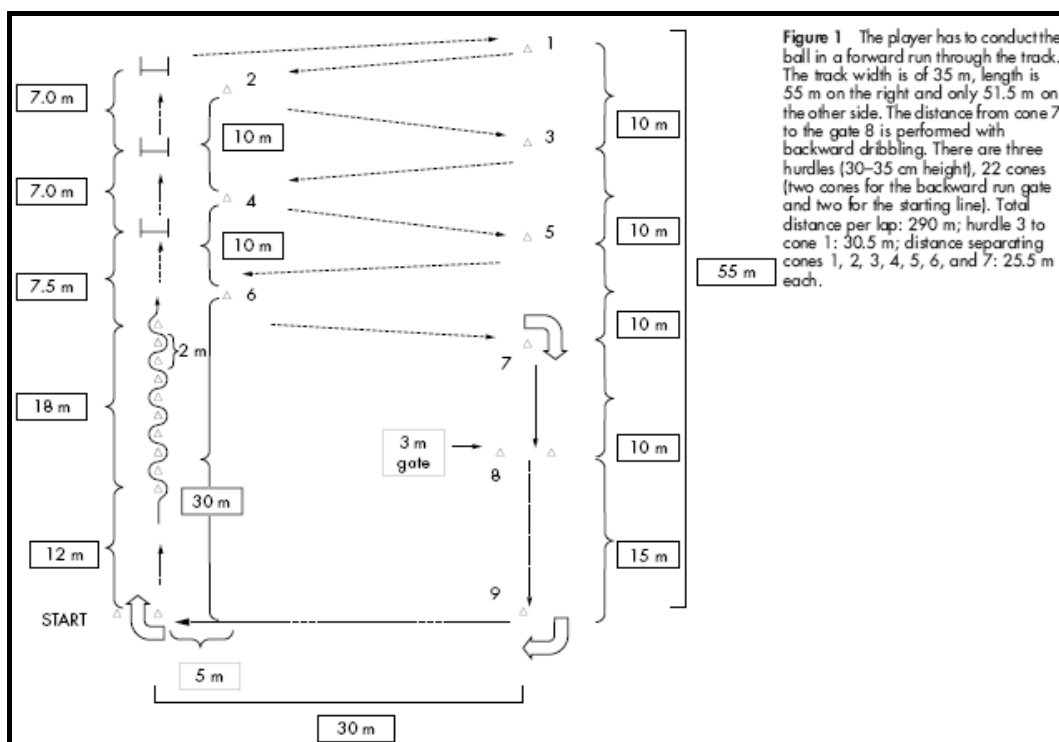 1
2
3
4
5
6
7
8
9
7.0 m
7.0 m
7.5 m
18 m
12 m
START
5 m
30 m
30 m
10 m
10 m
2 m
3 m
gate
10 m
10 m
10 m
10 m
15 m
55 m
Figure 1 The player has to conduct the
ball in a forward run through the track.
The track width is of 35 m, length is
55 m on the right and only 51.5 m on
the other side. The distance from cone 7
to the gate 8 is performed with
backward dribbling. There are three
hurdles (30–35 cm height), 22 cones
(two cones for the backward run gate
and two for the starting line). Total
distance per lap: 290 m; hurdle 3 to
cone 1: 30.5 m; distance separating
cones 1, 2, 3, 4, 5, 6, and 7: 25.5 m
each.